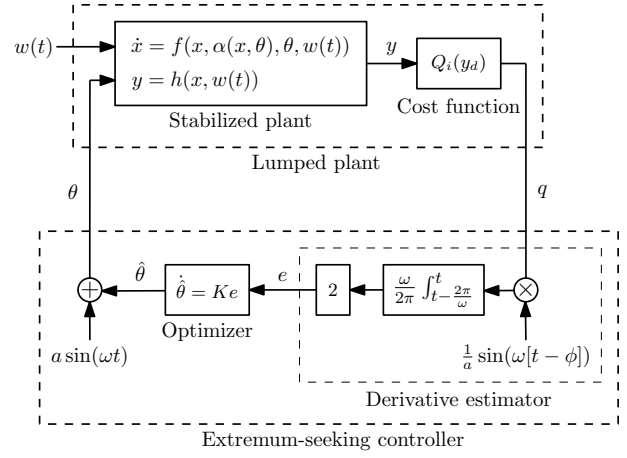 w(t)
ẋ = f(x, α(x, θ), θ, w(t))
y = h(x, w(t))
y
Q_i(y_d)
Cost function
Stabilized plant
Lumped plant
θ
q
θ̂
θ̂̇ = Ke
e
2
ω/2π ∫_{t−2π/ω}^{t}
×
+
Optimizer
a sin(ωt)
1/a sin(ω[t − ϕ])
Derivative estimator
Extremum-seeking controller